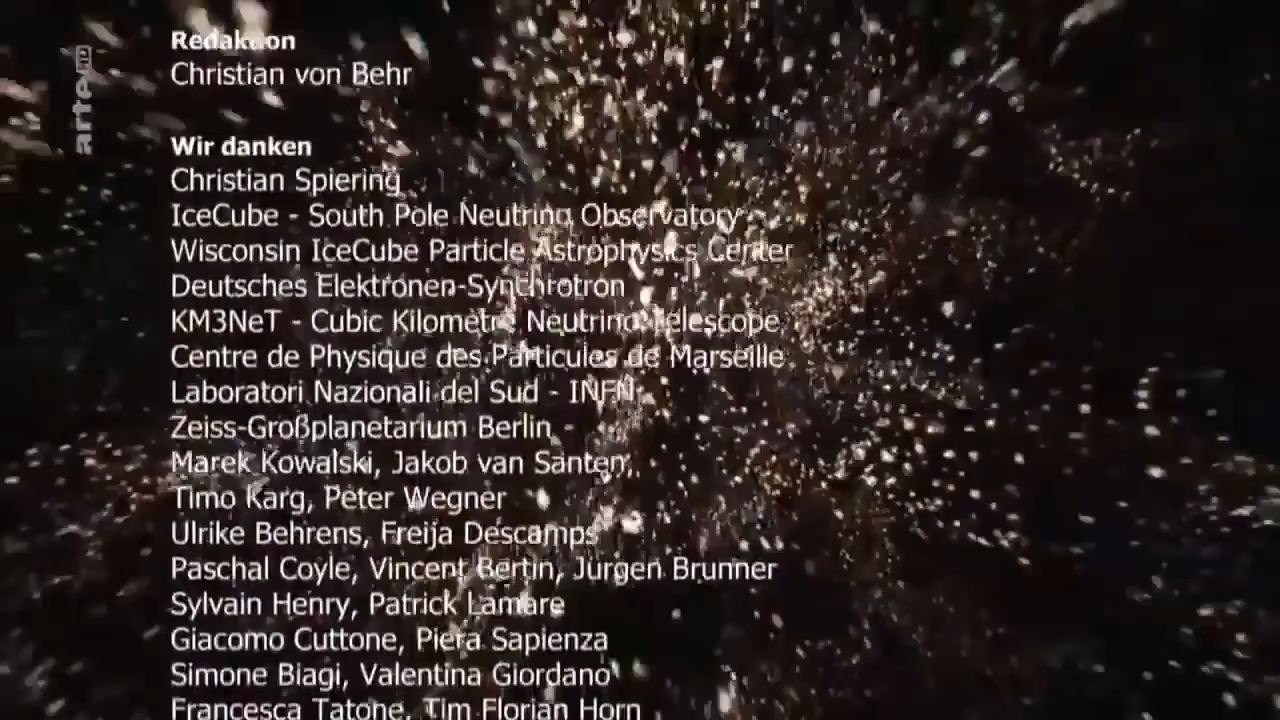 arte HD
Redaktion
Christian von Behr
Wir danken
Christian Spiering
IceCube - South Pole Neutrino Observatory
Wisconsin IceCube Particle Astrophysics Center
Deutsches Elektronen-Synchrotron
KM3NeT - Cubic Kilometre Neutrino Telescope
Centre de Physique des Particules de Marseille
Laboratori Nazionali del Sud - INFN
Zeiss-Großplanetarium Berlin
Marek Kowalski, Jakob van Santen,
Timo Karg, Peter Wegner
Ulrike Behrens, Freija Descamps
Paschal Coyle, Vincent Bertin, Jürgen Brunner
Sylvain Henry, Patrick Lamare
Giacomo Cuttone, Piera Sapienza
Simone Biagi, Valentina Giordano
Francesca Tatone, Tim Florian Horn